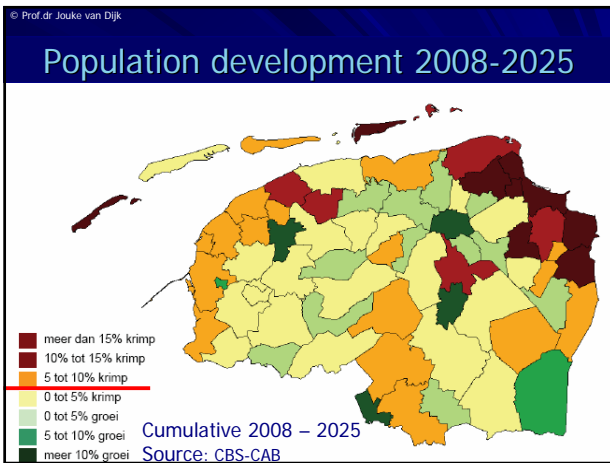 © Prof.dr Jouke van Dijk
Population development 2008-2025
meer dan 15% krimp
10% tot 15% krimp
5 tot 10% krimp
0 tot 5% krimp
0 tot 5% groei
5 tot 10% groei
meer 10% groei
Cumulative 2008 – 2025
Source: CBS-CAB